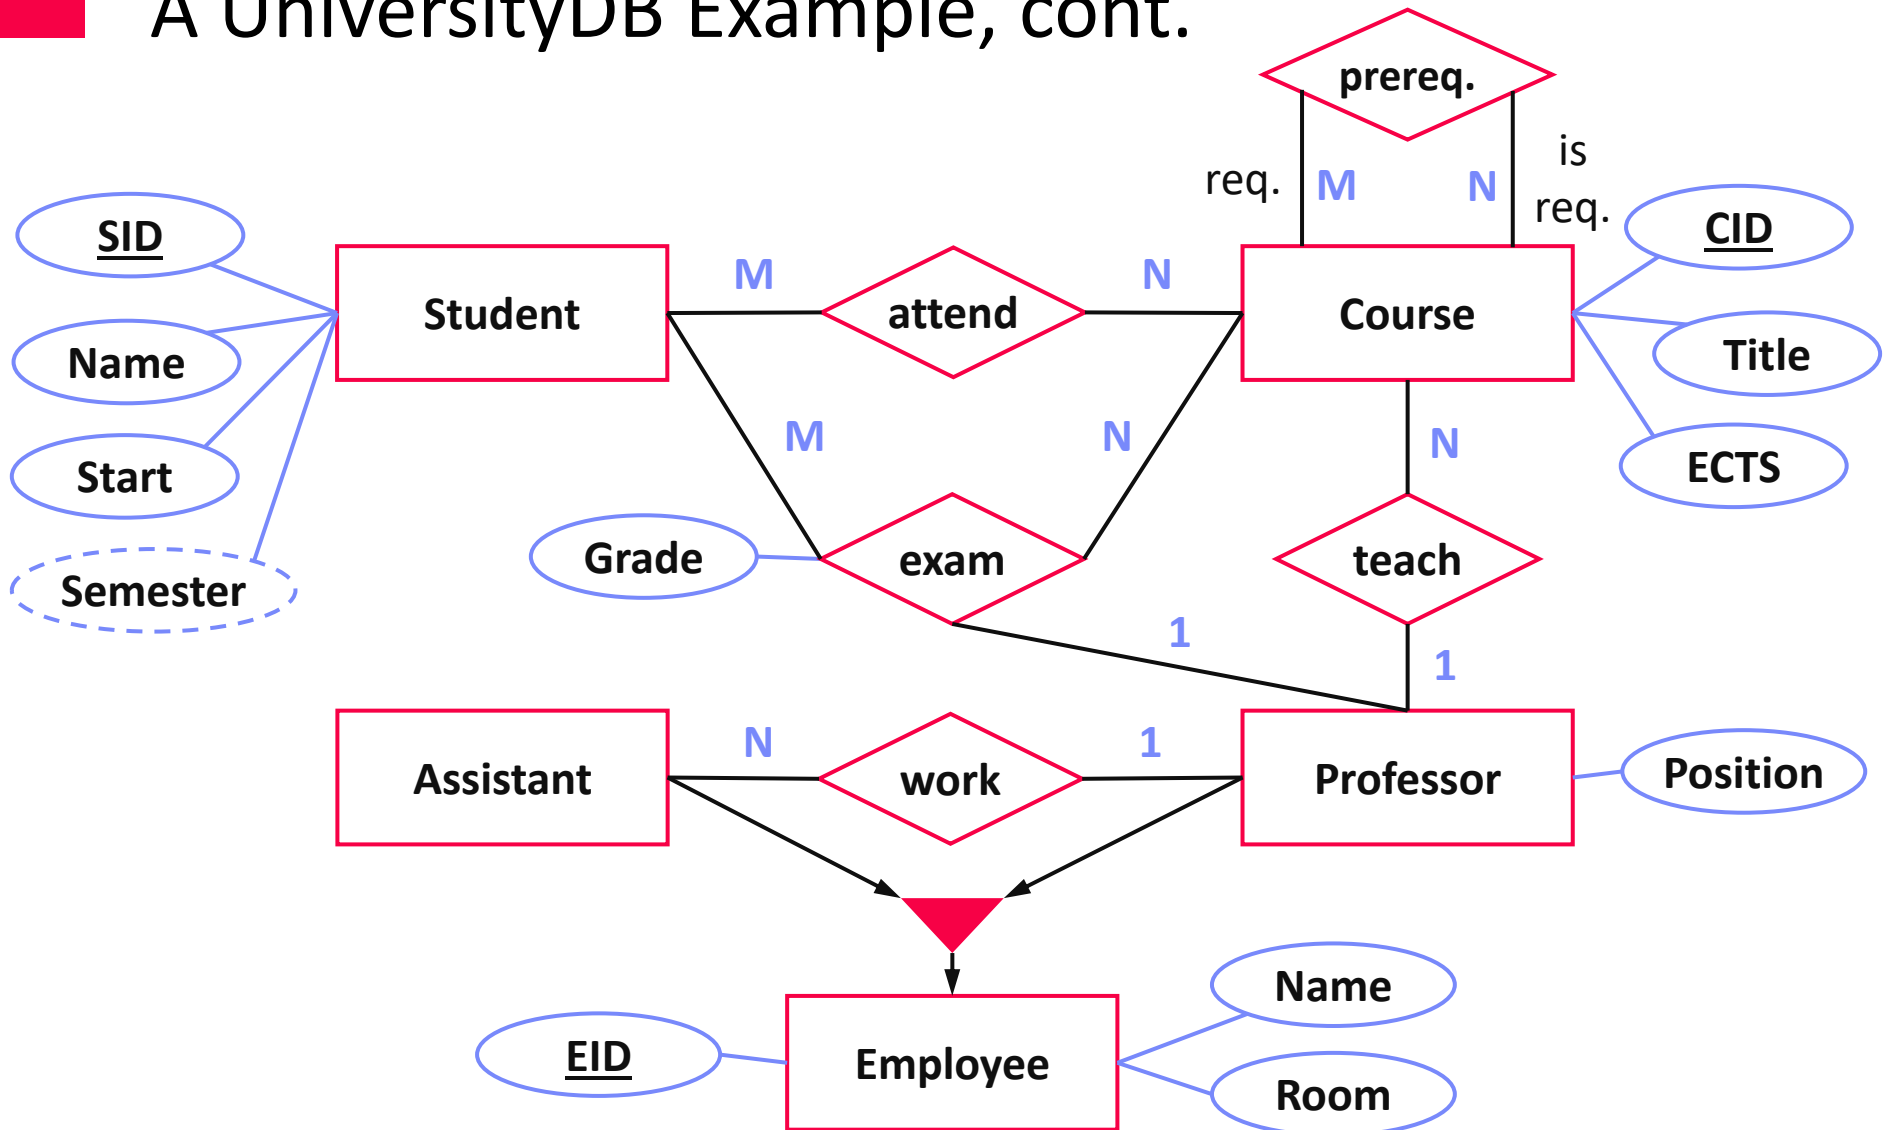 A UniversityDB Example, cont.
prereq.
req.
M
N
is
req.
SID
CID
Student
M
attend
N
Course
Name
Title
Start
M
N
N
ECTS
Semester
Grade
exam
teach
1
1
Assistant
N
work
1
Professor
Position
EID
Employee
Name
Room